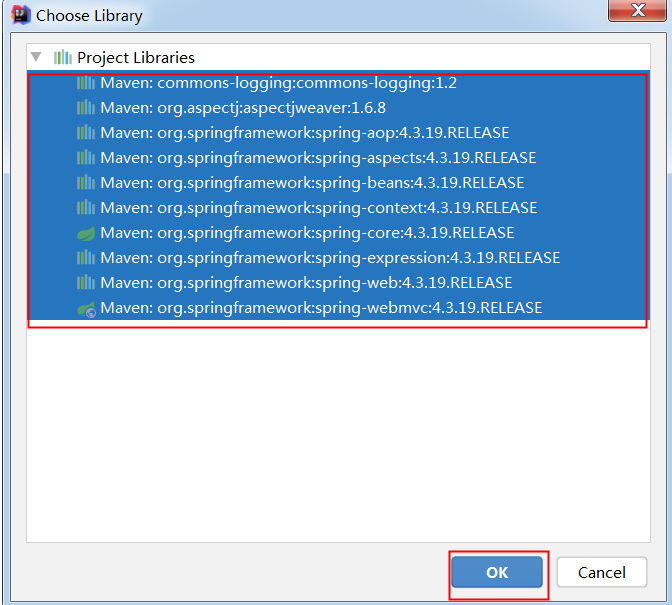 Choose Library
Project Libraries
Maven: commons-logging:commons-logging:1.2
Maven: org.aspectj:aspectjweaver:1.6.8
Maven: org.springframework:spring-aop:4.3.19.RELEASE
Maven: org.springframework:spring-aspects:4.3.19.RELEASE
Maven: org.springframework:spring-beans:4.3.19.RELEASE
Maven: org.springframework:spring-context:4.3.19.RELEASE
Maven: org.springframework:spring-core:4.3.19.RELEASE
Maven: org.springframework:spring-expression:4.3.19.RELEASE
Maven: org.springframework:spring-web:4.3.19.RELEASE
Maven: org.springframework:spring-webmvc:4.3.19.RELEASE
OK Cancel